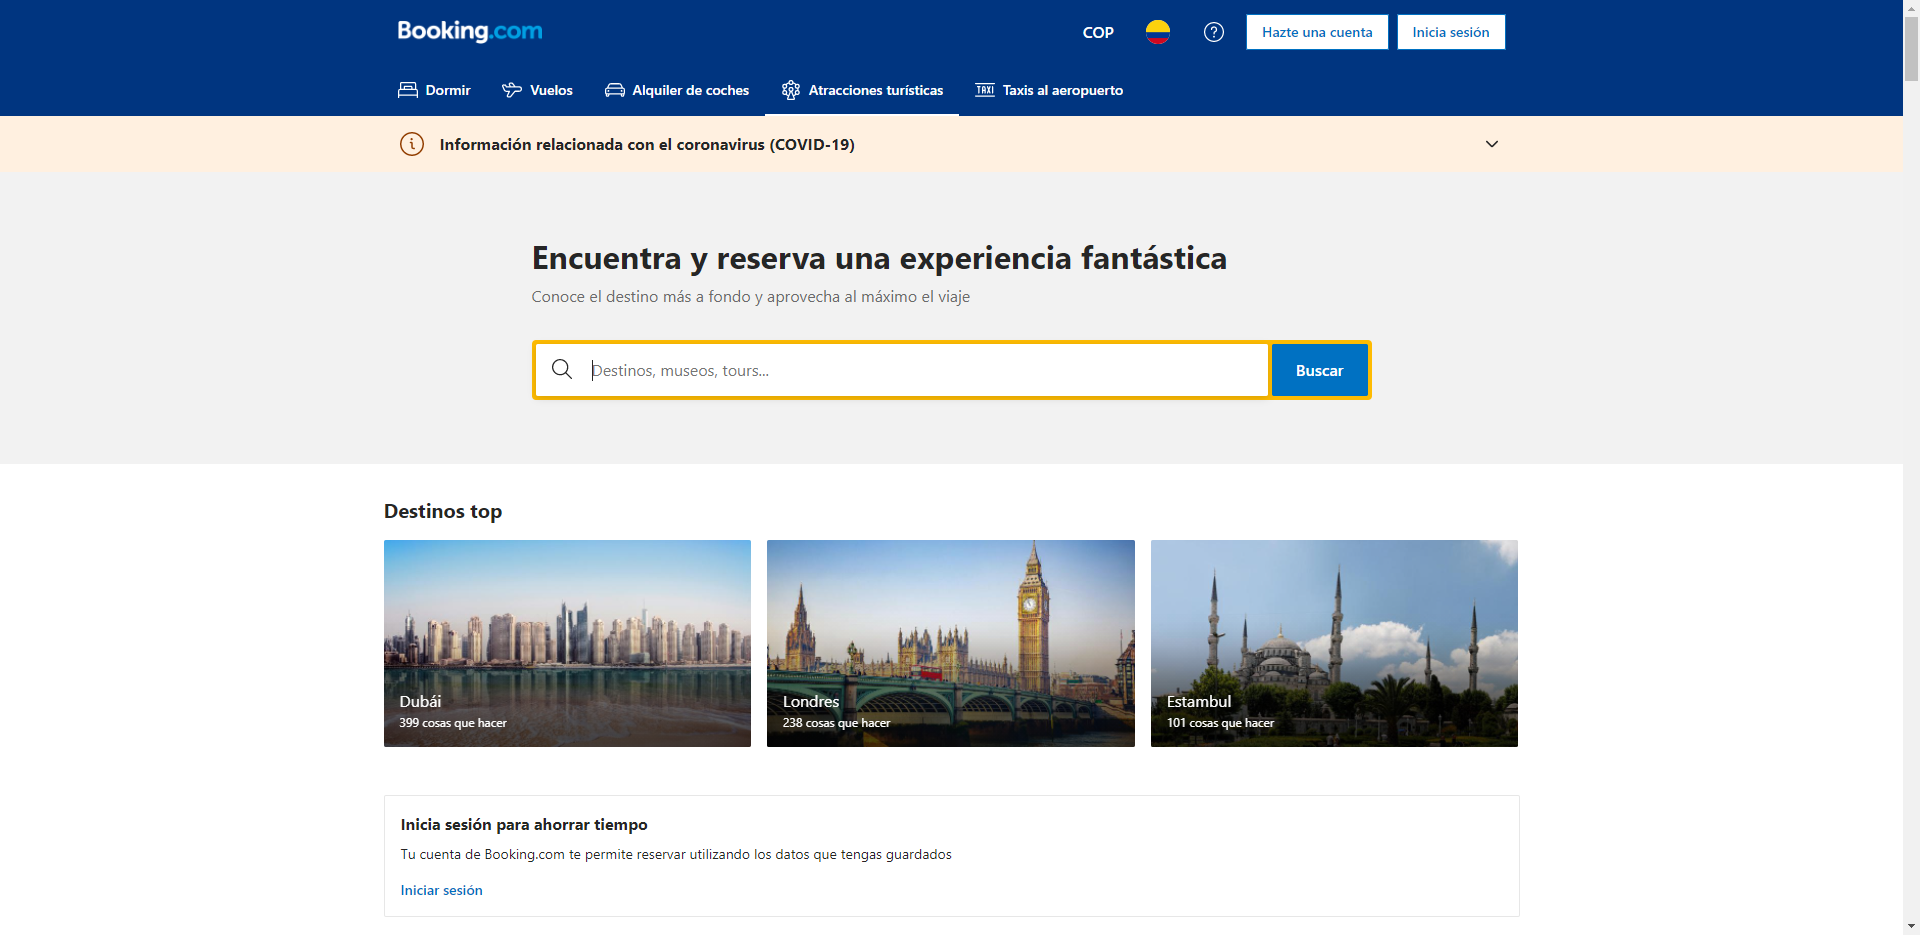 Booking.com
COP
Hazte una cuenta
Inicia sesión
Dormir
Vuelos
Alquiler de coches
Atracciones turísticas
TAXI
Taxis al aeropuerto
Información relacionada con el coronavirus (COVID-19)
Encuentra y reserva una experiencia fantástica
Conoce el destino más a fondo y aprovecha al máximo el viaje
Destinos, museos, tours...
Buscar
Destinos top
Dubái
399 cosas que hacer
Londres
238 cosas que hacer
Estambul
101 cosas que hacer
Inicia sesión para ahorrar tiempo
Tu cuenta de Booking.com te permite reservar utilizando los datos que tengas guardados
Iniciar sesión